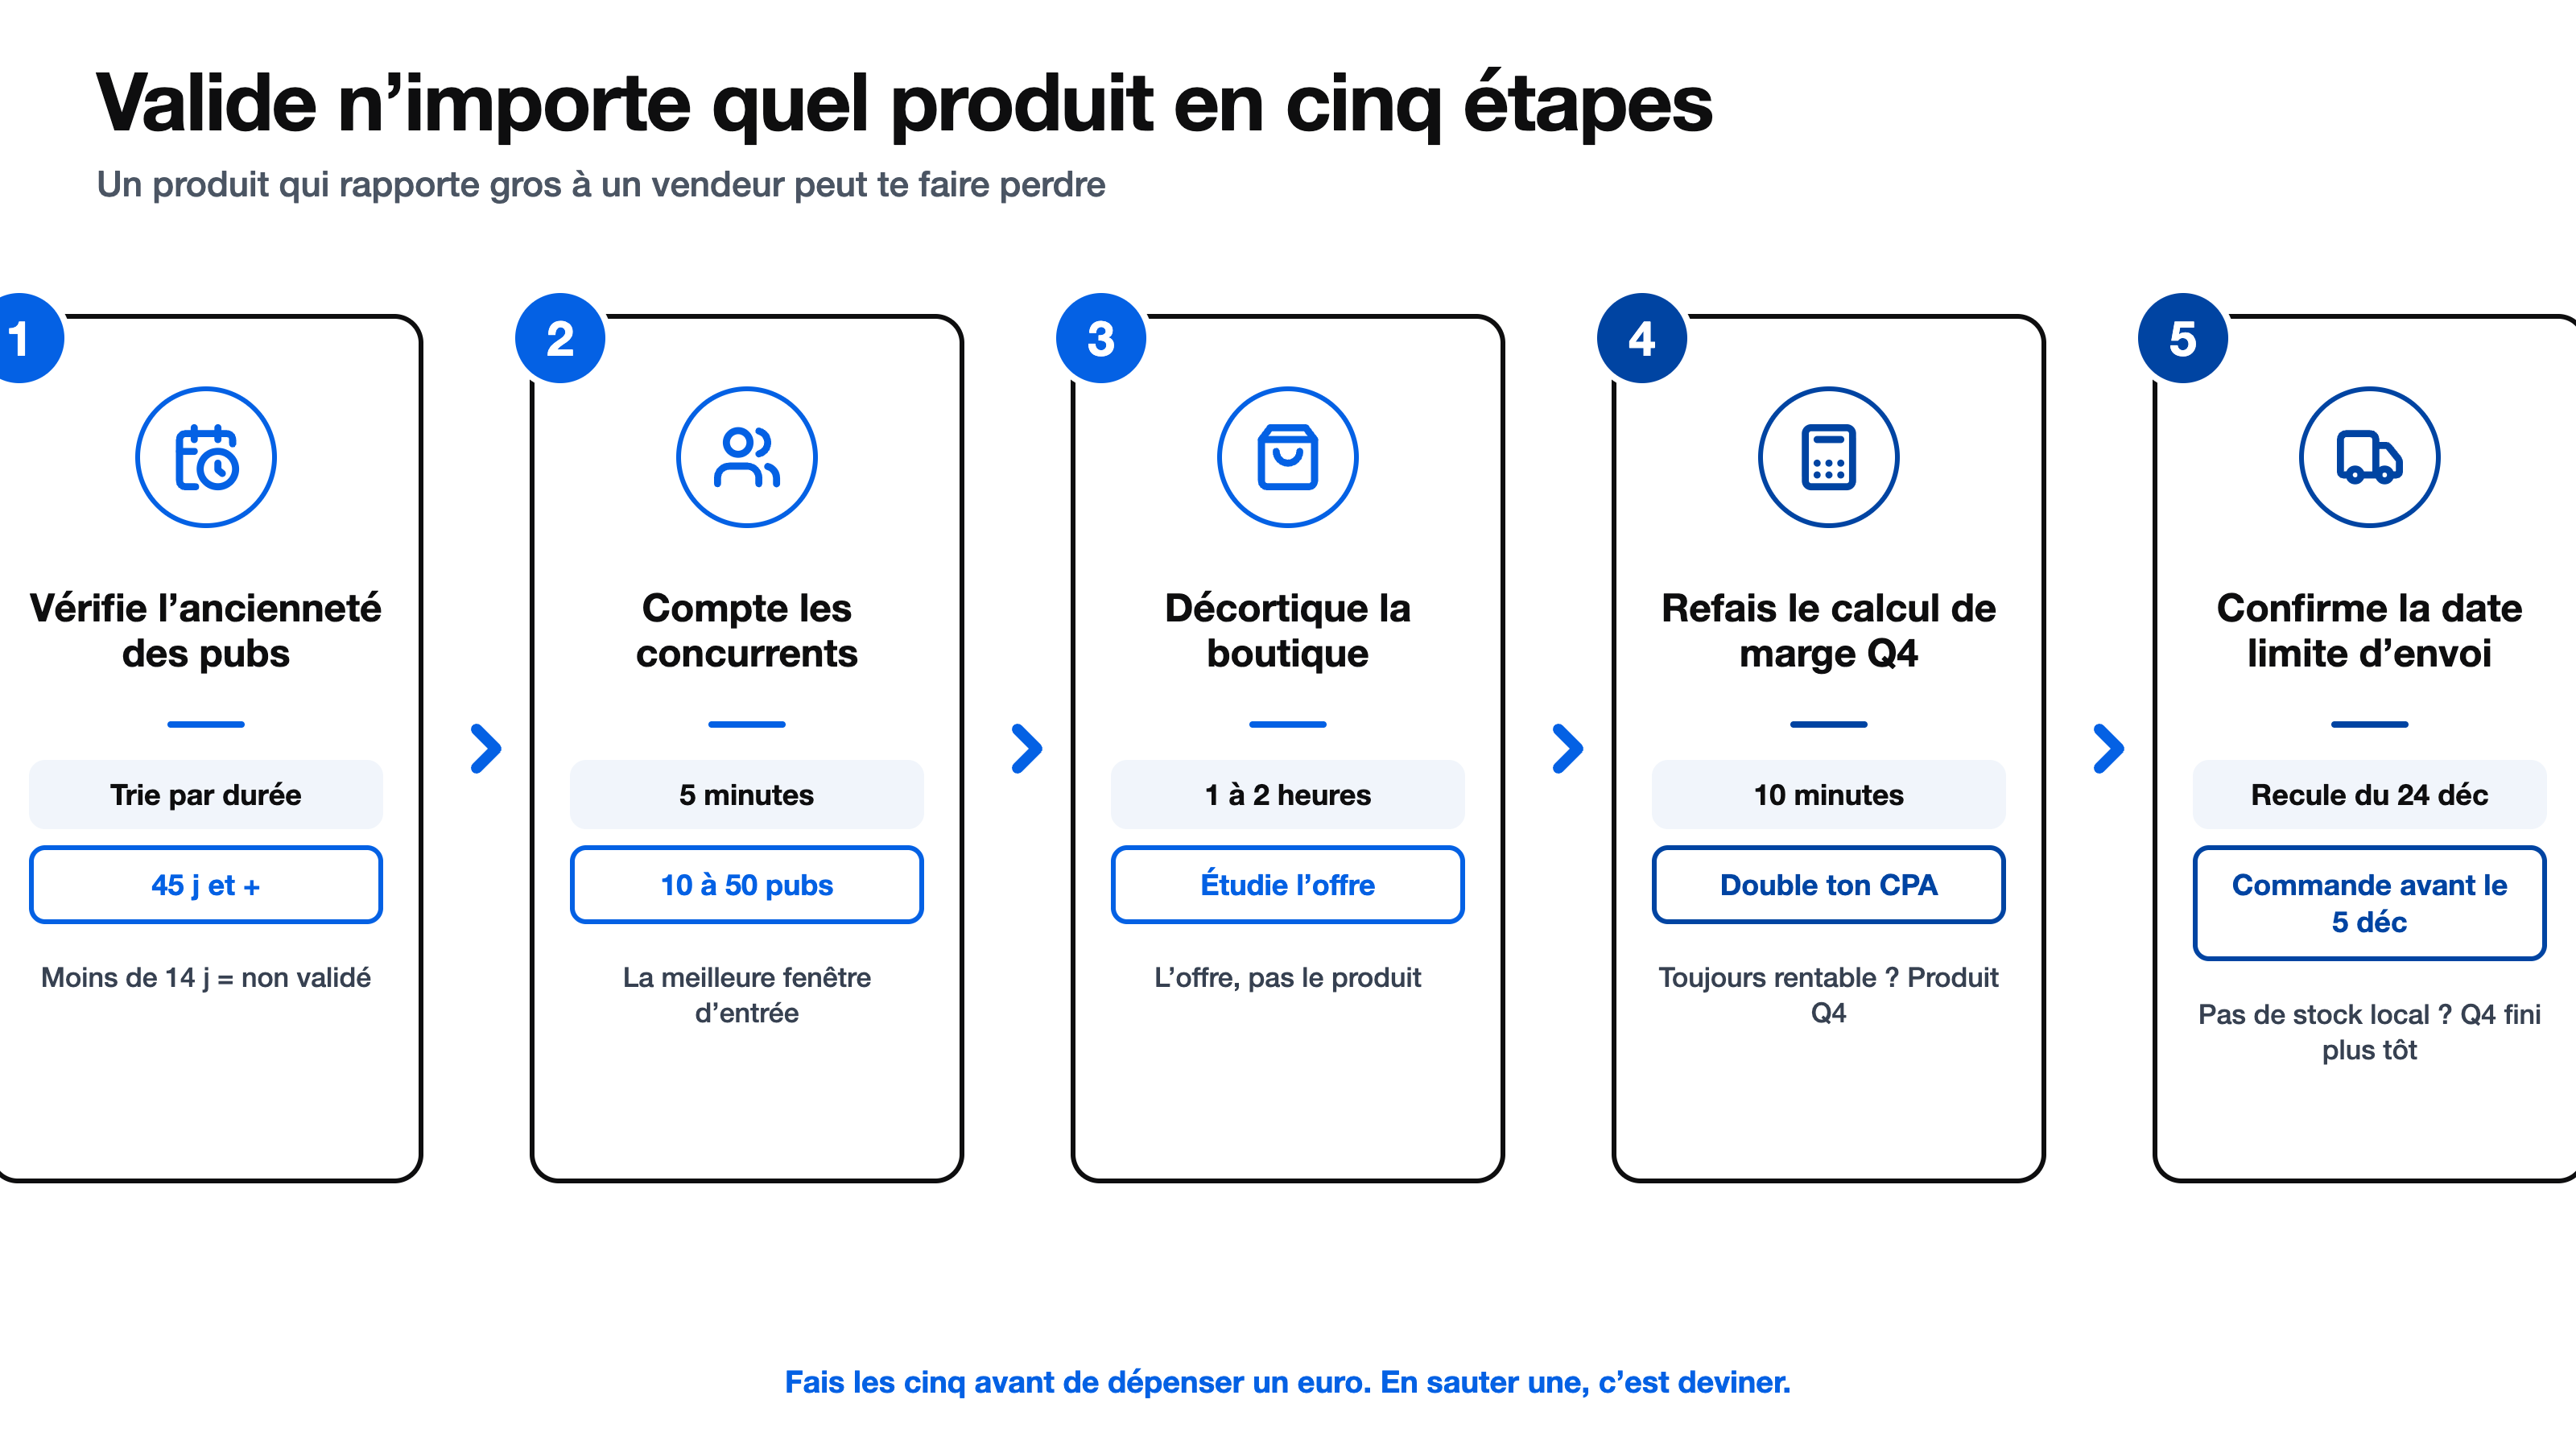 Valide n’importe quel produit en cinq étapes
Un produit qui rapporte gros à un vendeur peut te faire perdre
1
Vérifie l’ancienneté
des pubs
Trie par durée
45 j et +
Moins de 14 j = non validé
2
Compte les
concurrents
5 minutes
10 à 50 pubs
La meilleure fenêtre
d’entrée
3
Décortique la
boutique
1 à 2 heures
Étudie l’offre
L’offre, pas le produit
4
Refais le calcul de
marge Q4
10 minutes
Double ton CPA
Toujours rentable ? Produit
Q4
5
Confirme la date
limite d’envoi
Recule du 24 déc
Commande avant le
5 déc
Pas de stock local ? Q4 fini
plus tôt
Fais les cinq avant de dépenser un euro. En sauter une, c’est deviner.